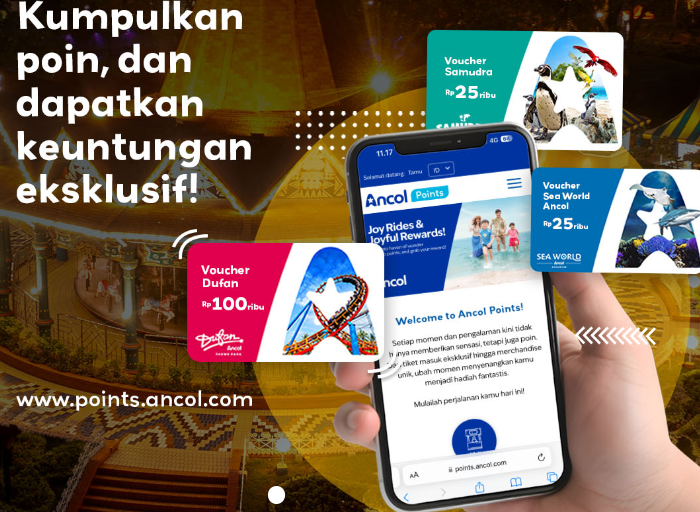 Kumpulkan
poin, dan
dapatkan
keuntungan
eksklusif!
Voucher
Samudra
Rp 25 ribu
Voucher
Sea World
Ancol
Rp 25 ribu
SEA WORLD
Ancol
Voucher
Dufan
Rp 100 ribu
Dufan
Ancol
www.points.ancol.com
11.17
4G 66
Selamat datang, Tamu
ID
Ancol Points
Joy Rides &
Joyful Rewards!
ncol
Welcome to Ancol Points!
Setiap momen dan pengalaman kini tidak
hanya memberikan sensasi, tetapi juga poin.
tiket masuk eksklusif hingga merchandise
unik, ubah momen menyenangkan kamu
menjadi hadiah fantastis.
Mulailah perjalanan kamu hari ini!
AA
points.ancol.com